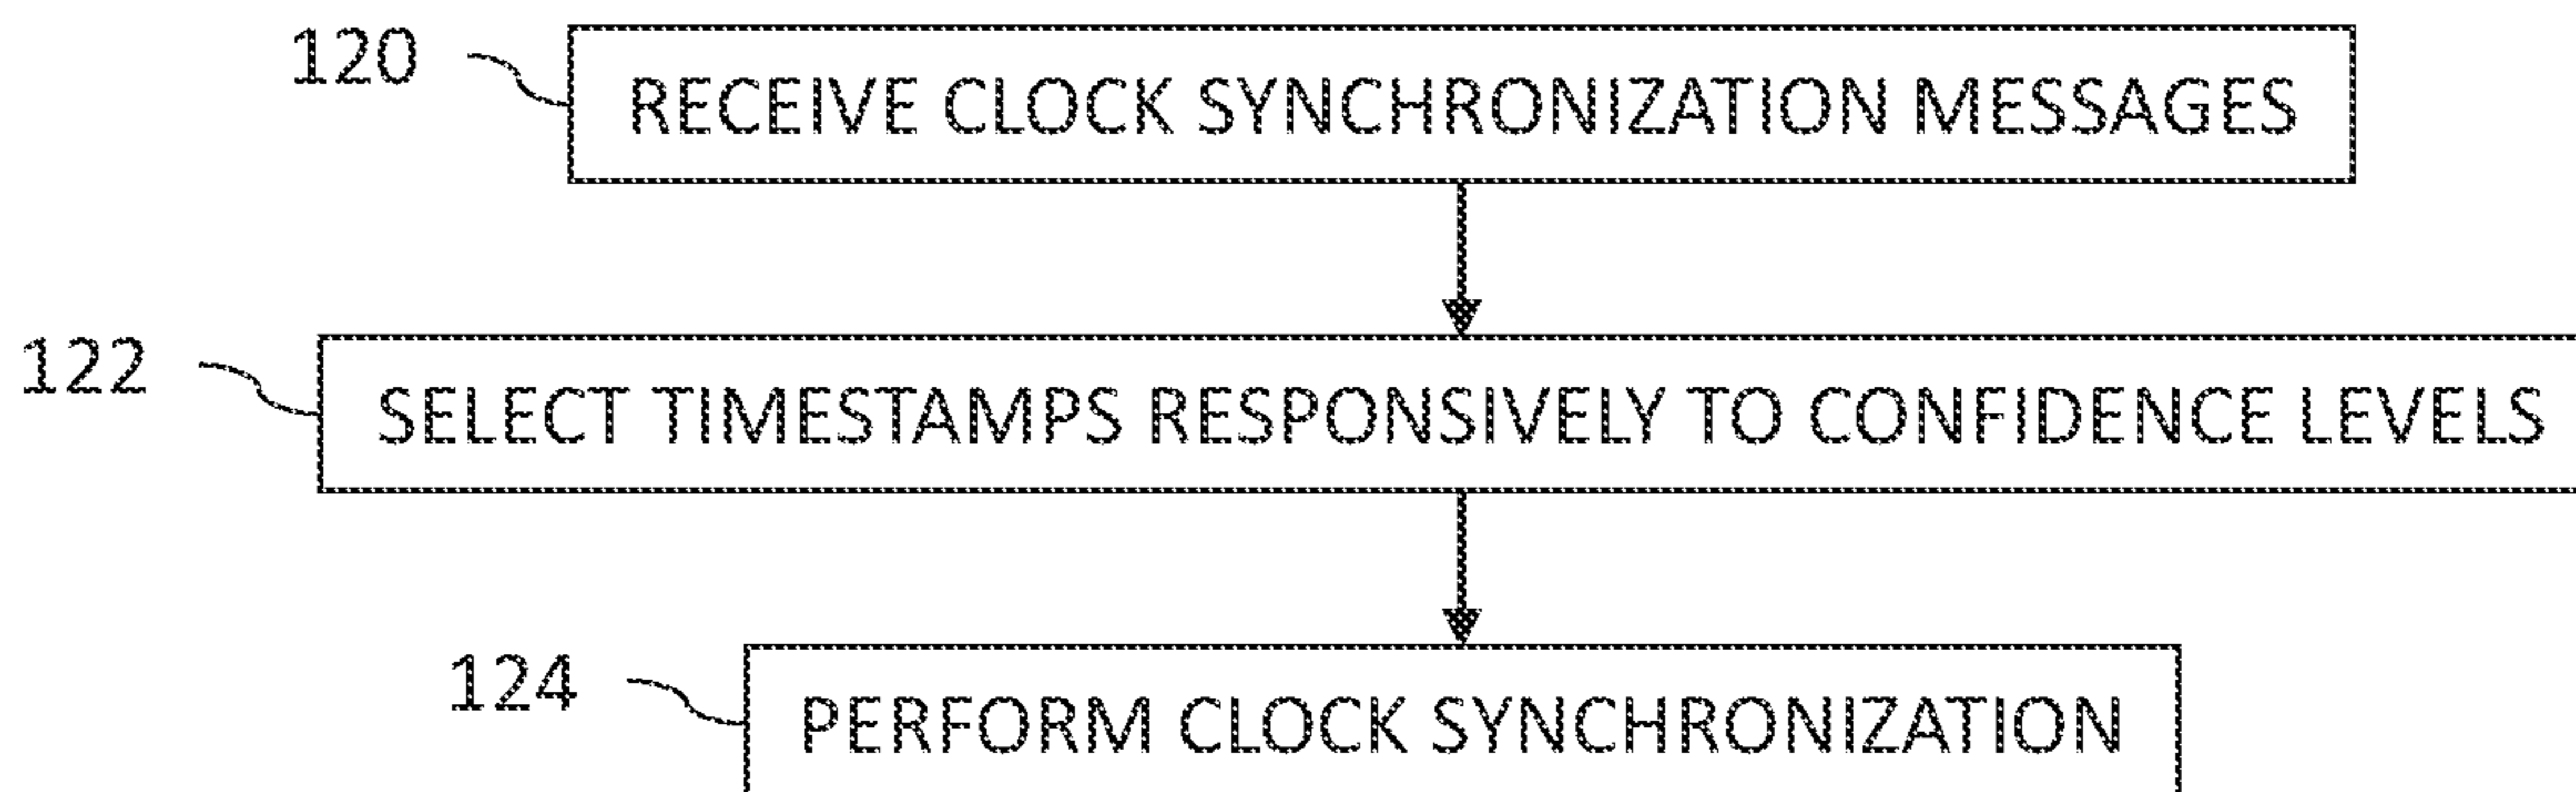 120 RECEIVE CLOCK SYNCHRONIZATION MESSAGES
122 SELECT TIMESTAMPS RESPONSIVELY TO CONFIDENCE LEVELS
124 PERFORM CLOCK SYNCHRONIZATION